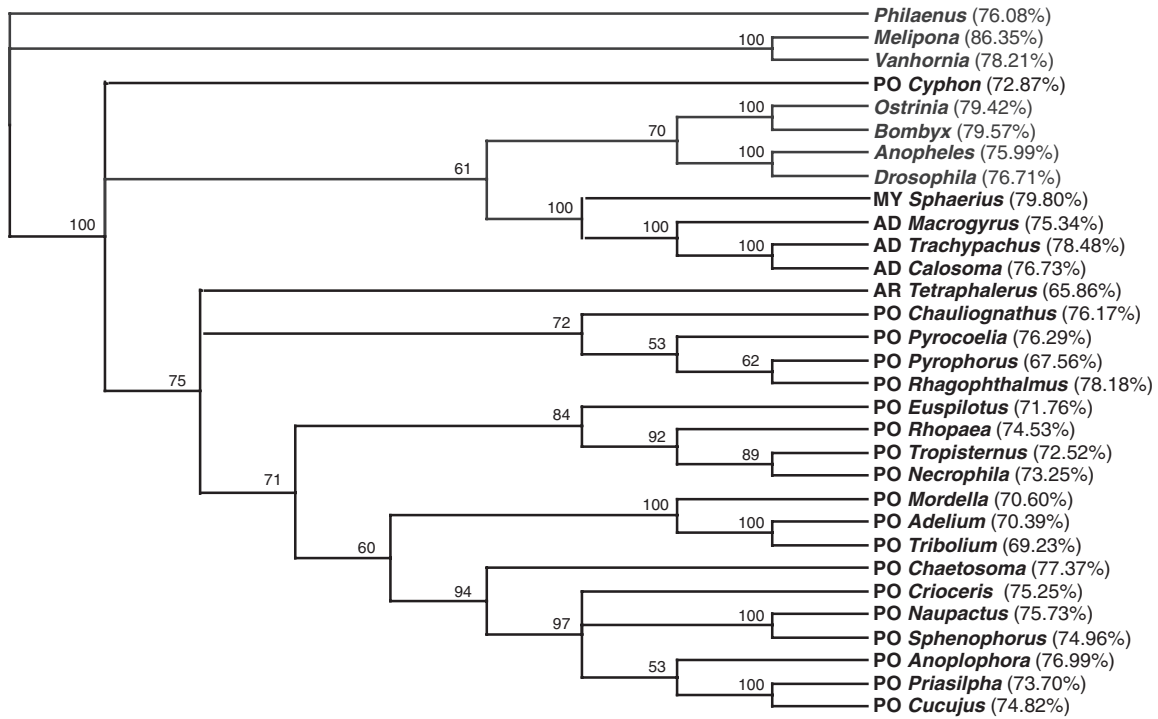 Philaenus (76.08%)
100 Melipona (86.35%)
Vanhornia (78.21%)
PO Cyphon (72.87%)
100 Ostrinia (79.42%)
70 Bombyx (79.57%)
100 Anopheles (75.99%)
61 Drosophila (76.71%)
MY Sphaerius (79.80%)
100 AD Macrogyrus (75.34%)
100 100 AD Trachypachus (78.48%)
100 AD Calosoma (76.73%)
AR Tetraphalerus (65.86%)
72 PO Chauliognathus (76.17%)
53 PO Pyrocoelia (76.29%)
62 PO Pyrophorus (67.56%)
75 PO Rhagophthalmus (78.18%)
84 PO Euspilotus (71.76%)
92 PO Rhopaea (74.53%)
89 PO Tropisternus (72.52%)
71 PO Necrophila (73.25%)
100 PO Mordella (70.60%)
100 PO Adelium (70.39%)
60 PO Tribolium (69.23%)
PO Chaetosoma (77.37%)
94 PO Crioceris (75.25%)
97 100 PO Naupactus (75.73%)
PO Sphenophorus (74.96%)
53 PO Anoplophora (76.99%)
100 PO Priasilpha (73.70%)
PO Cucujus (74.82%)